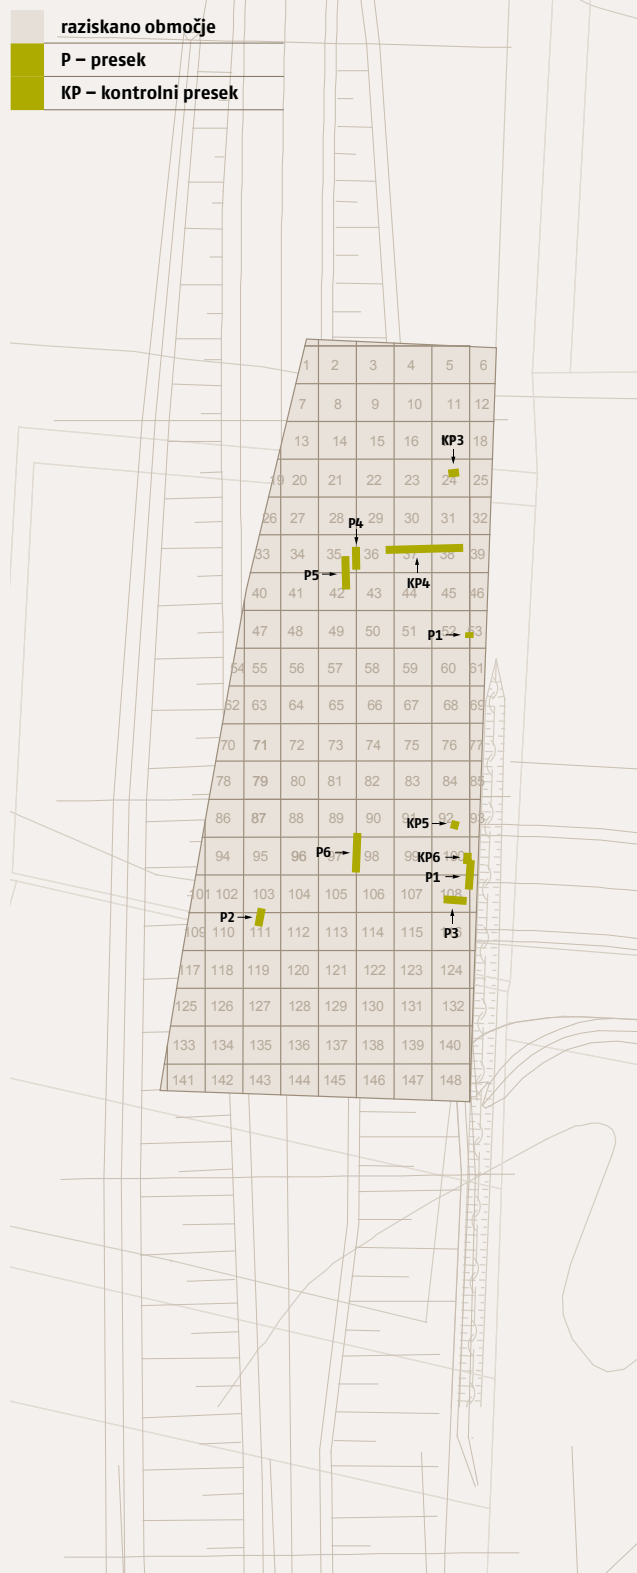 raziskano območje
P – presek
KP – kontrolni presek
1 2 3 4 5 6
7 8 9 10 11 12
13 14 15 16 KP3 18
19 20 21 22 23 24 25
26 27 28 29 30 31 32
P4
33 34 35 36 37 38 39
P5 KP4
40 41 42 43 44 45 46
47 48 49 50 51 52 53
P1
54 55 56 57 58 59 60 61
62 63 64 65 66 67 68 69
70 71 72 73 74 75 76 77
78 79 80 81 82 83 84 85
86 87 88 89 90 91 92 93
KP5
94 95 96 97 98 99 100
P6 KP6
P1
101 102 103 104 105 106 107 108
P2
109 110 111 112 113 114 115
P3
117 118 119 120 121 122 123 124
125 126 127 128 129 130 131 132
133 134 135 136 137 138 139 140
141 142 143 144 145 146 147 148